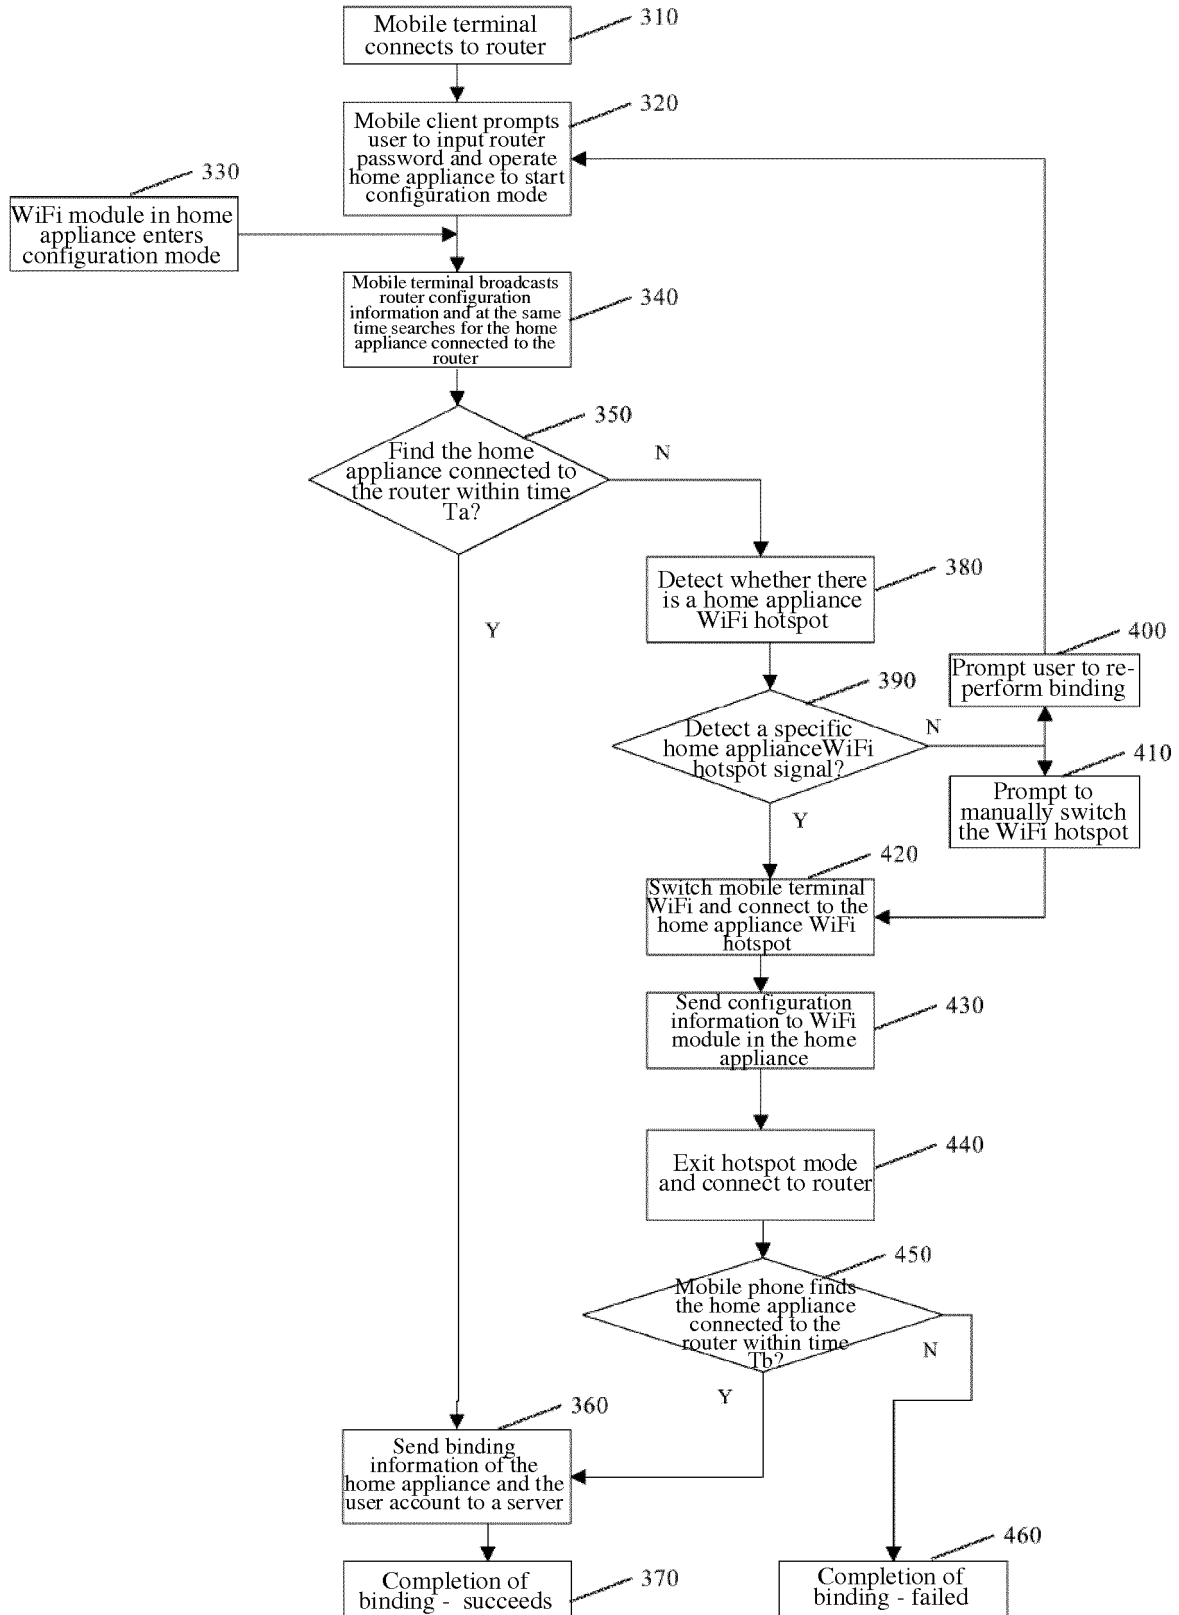 Mobile terminal
connects to router
310
Mobile client prompts
user to input router
password and operate
home appliance to start
configuration mode
320
WiFi module in home
appliance enters
configuration mode
330
Mobile terminal broadcasts
router configuration
information and at the same
time searches for the home
appliance connected to the
router
340
Find the home
appliance connected to
the router within time
Ta?
350
N
Y
Detect whether there
is a home appliance
WiFi hotspot
380
Prompt user to re-
perform binding
400
Detect a specific
home applianceWiFi
hotspot signal?
390
N
Y
Prompt to
manually switch
the WiFi hotspot
410
Switch mobile terminal
WiFi and connect to the
home appliance WiFi
hotspot
420
Send configuration
information to WiFi
module in the home
appliance
430
Exit hotspot mode
and connect to router
440
Mobile phone finds
the home appliance
connected to the
router within time
Tb?
450
N
Y
Send binding
information of the
home appliance and the
user account to a server
360
Completion of
binding - succeeds
370
Completion of
binding - failed
460